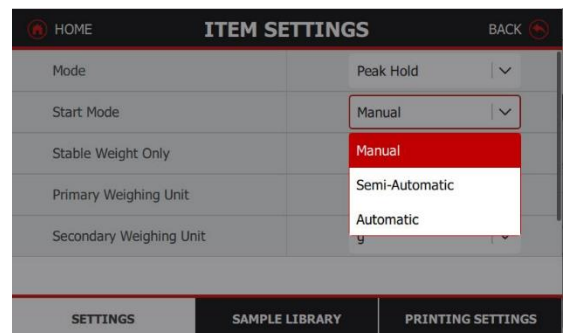 HOME ITEM SETTINGS BACK
Mode Peak Hold
Start Mode Manual
Stable Weight Only Manual
Primary Weighing Unit Semi-Automatic
Automatic
Secondary Weighing Unit g
SETTINGS SAMPLE LIBRARY PRINTING SETTINGS